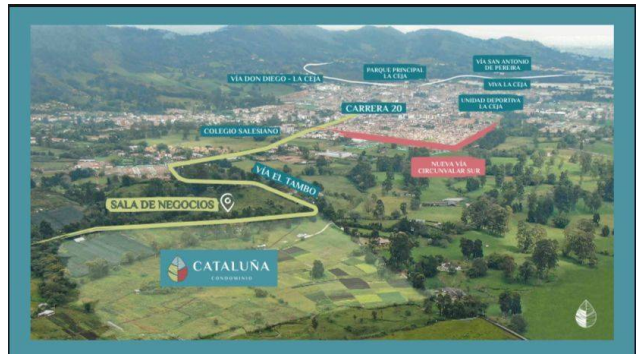 VÍA SAN ANTONIO
DE PEREIRA
PARQUE PRINCIPAL
LA CEJA
VÍA DON DIEGO - LA CEJA
VIVA LA CEJA
UNIDAD DEPORTIVA
LA CEJA
CARRERA 20
COLEGIO SALESIANO
NUEVA VÍA
CIRCUNVALAR SUR
VÍA EL TAMBO
SALA DE NEGOCIOS
CATALUÑA
CONDOMINIO